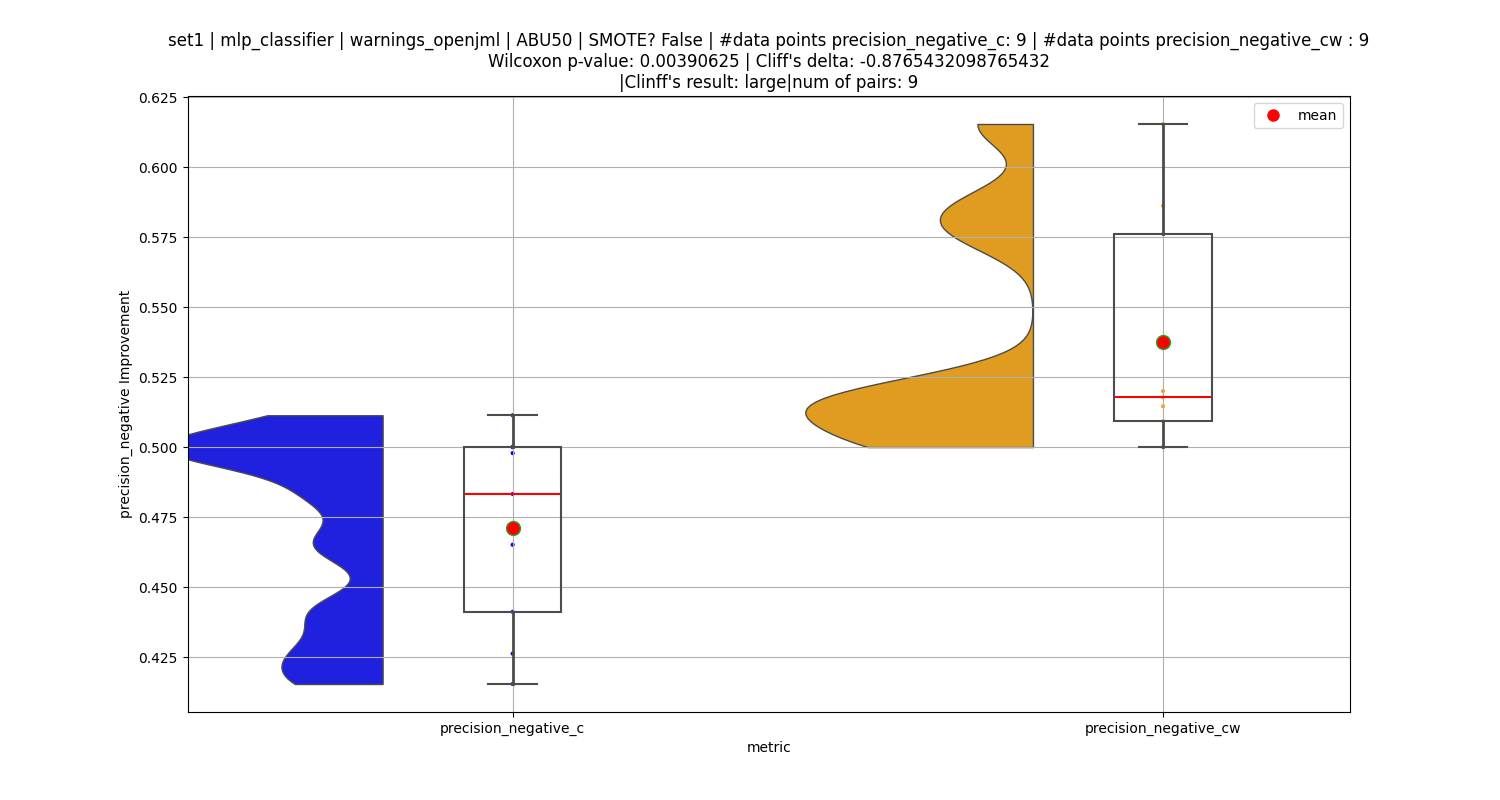 set1 | mlp_classifier | warnings_openjml | ABU50 | SMOTE? False | #data points precision_negative_c: 9 | #data points precision_negative_cw : 9
Wilcoxon p-value: 0.00390625 | Cliff's delta: -0.8765432098765432
|Clinff's result: large|num of pairs: 9
mean
0.625
0.600
0.575
0.550
0.525
0.500
0.475
0.450
0.425
precision_negative Improvement
precision_negative_c
precision_negative_cw
metric